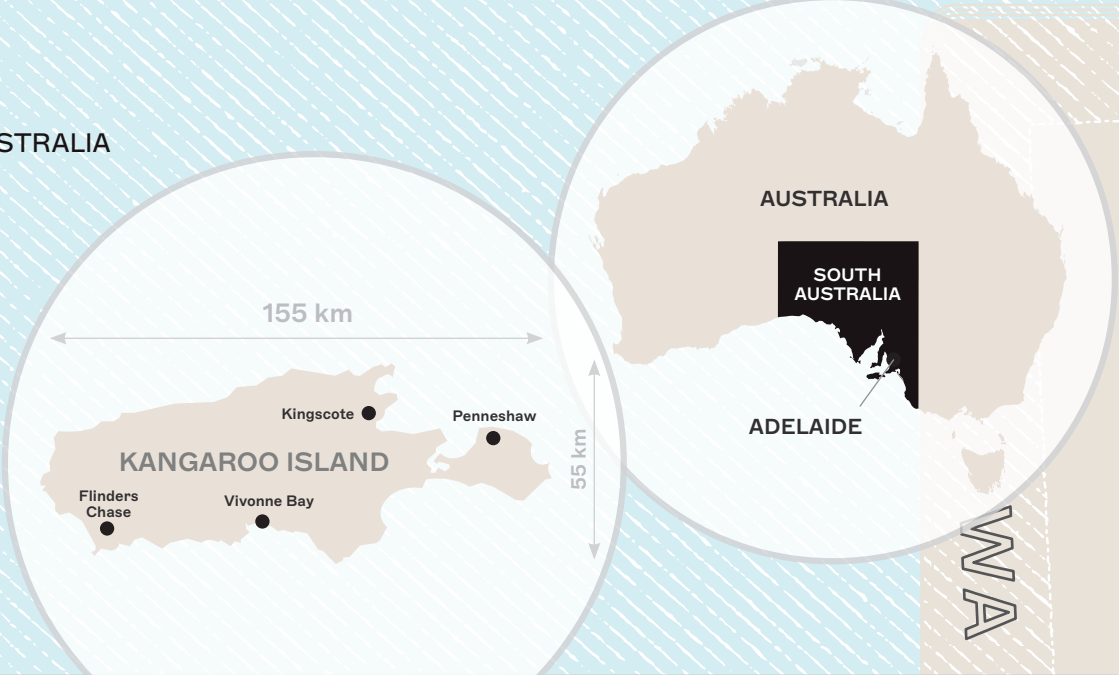 STRALIA
AUSTRALIA
SOUTH
AUSTRALIA
ADELAIDE
155 km
55 km
Kingscote
Penneshaw
KANGAROO ISLAND
Flinders
Chase
Vivonne Bay
WA